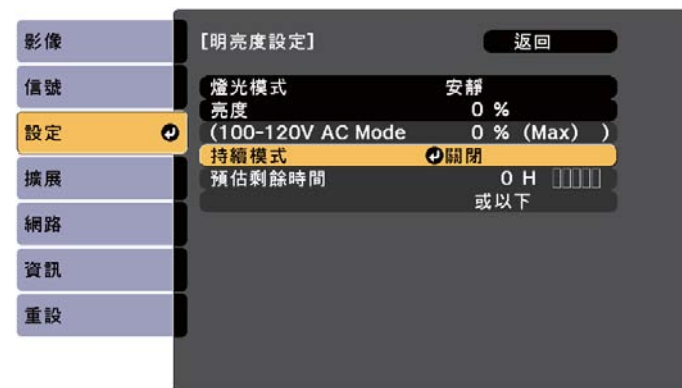 影像
信號
設定
擴展
網路
資訊
重設
[明亮度設定]
返回
燈光模式 安靜
亮度 0 %
(100-120V AC Mode 0 % (Max) )
持續模式 關閉
預估剩餘時間 0 H
或以下